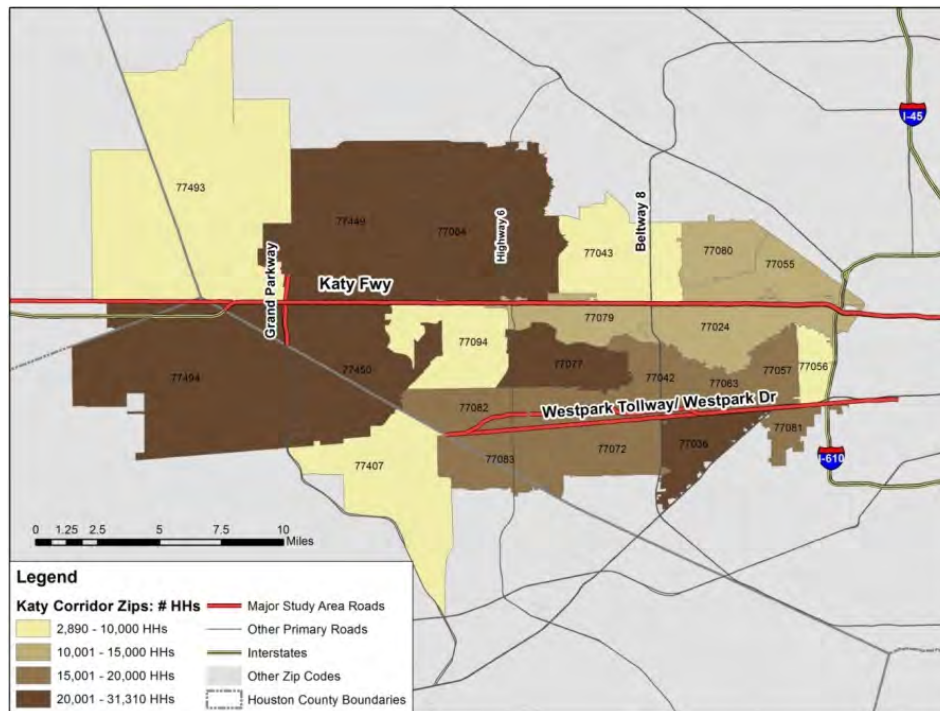 I-45
77493
77449
77084
Highway 6
77043
Beltway 8
77080
77055
Grand Parkway
Katy Fwy
77079
77024
77094
77494
77450
77077
77042
77063
77057
77056
77082
Westpark Tollway/ Westpark Dr
77407
77083
77072
77036
77081
I-610
0 1.25 2.5 5 7.5 10
Miles
Legend
Katy Corridor Zips: # HHs
2,890 - 10,000 HHs
10,001 - 15,000 HHs
15,001 - 20,000 HHs
20,001 - 31,310 HHs
Major Study Area Roads
Other Primary Roads
Interstates
Other Zip Codes
Houston County Boundaries